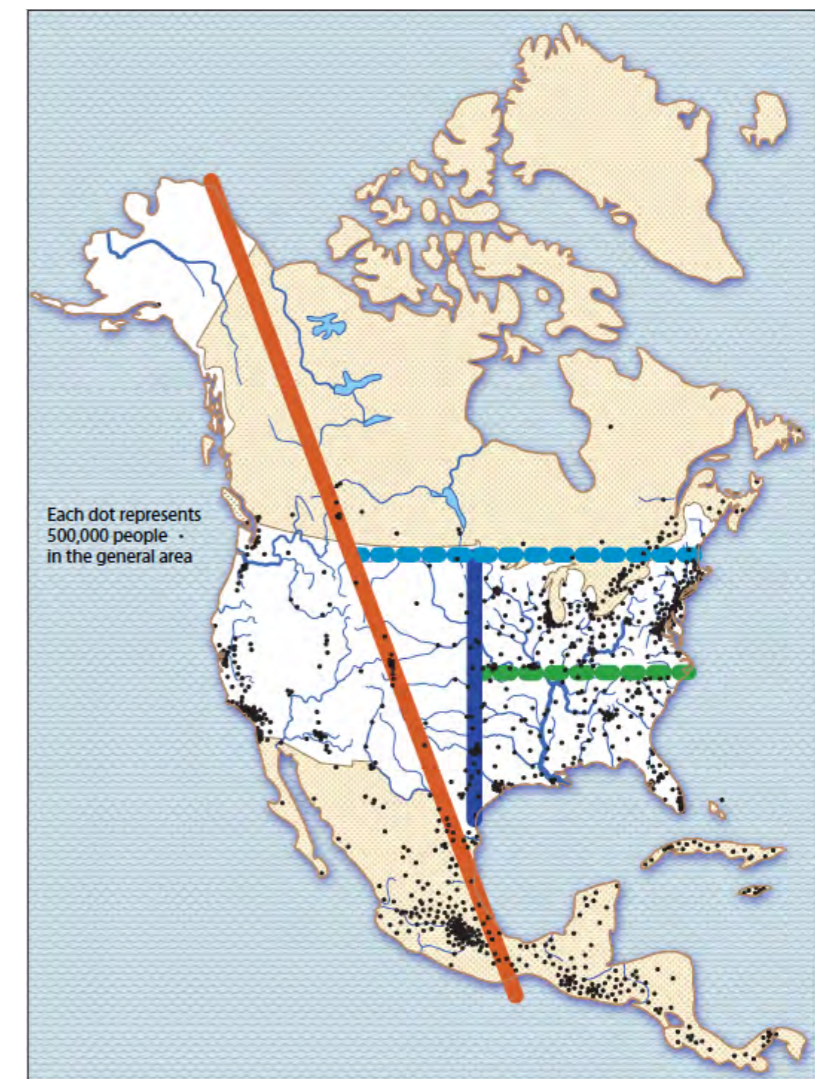 Each dot represents
500,000 people
in the general area